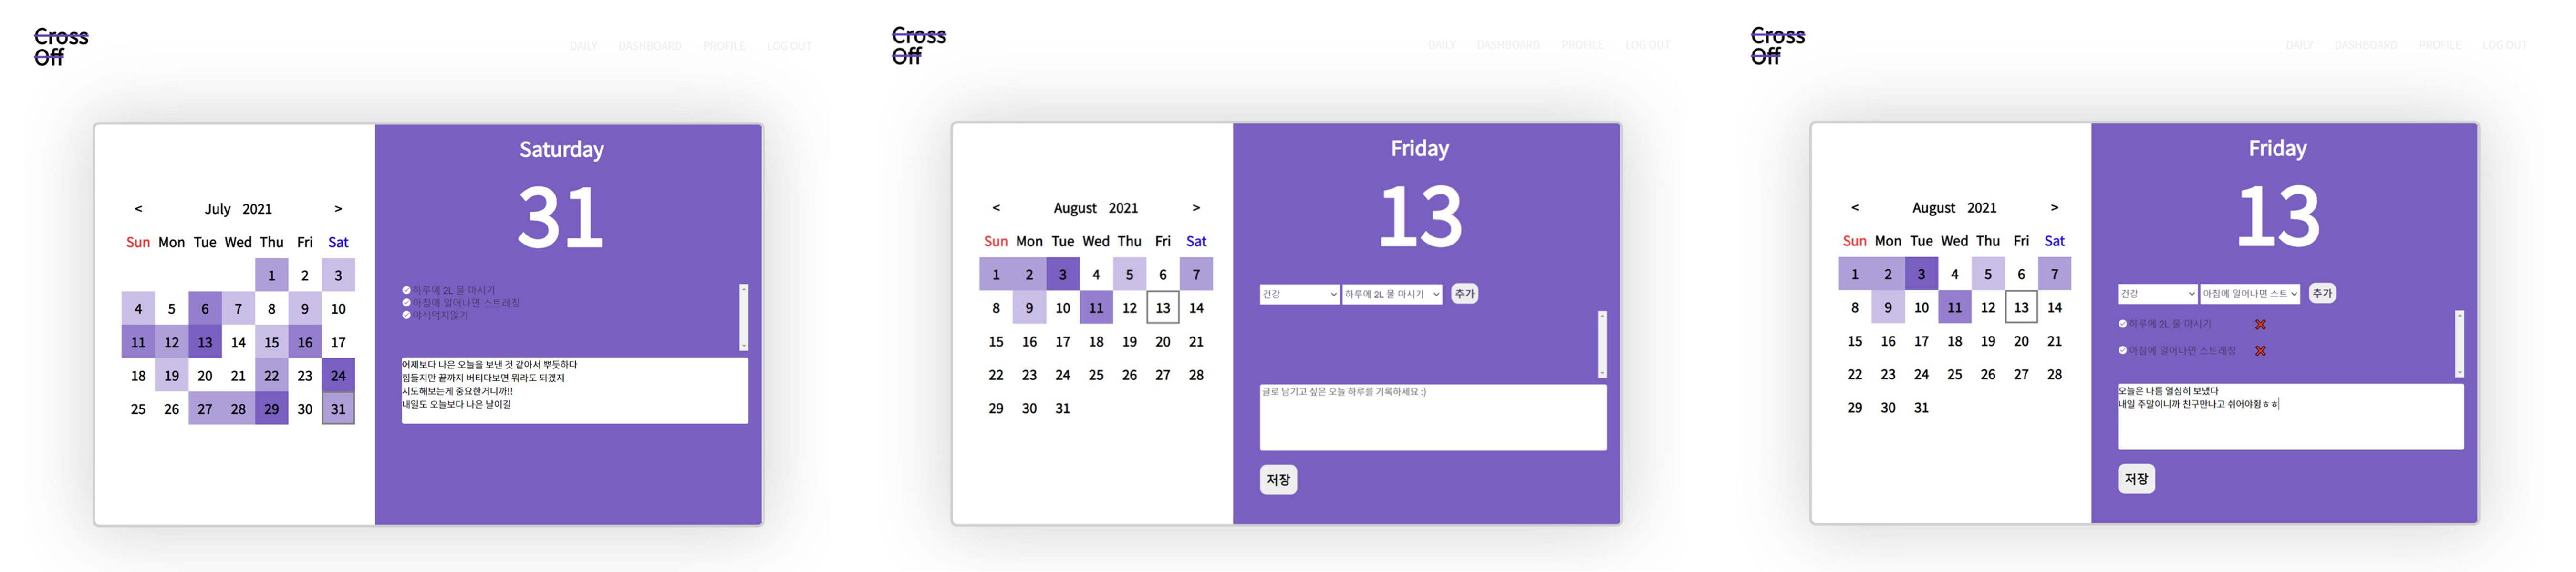 Cross
Off
DAILY DASHBOARD PROFILE LOG OUT
< July 2021 >
Sun Mon Tue Wed Thu Fri Sat
1 2 3
4 5 6 7 8 9 10
11 12 13 14 15 16 17
18 19 20 21 22 23 24
25 26 27 28 29 30 31
Saturday
31
하루에 2L 물 마시기
아침에 일어나면 스트레칭
야식먹지않기
어제보다 나은 오늘을 보낸 것 같아서 뿌듯하다
힘들지만 끝까지 버티다보면 뭐라도 되겠지
시도해보는게 중요한거니까!!
내일도 오늘보다 나은 날이길
Cross
Off
DAILY DASHBOARD PROFILE LOG OUT
< August 2021 >
Sun Mon Tue Wed Thu Fri Sat
1 2 3 4 5 6 7
8 9 10 11 12 13 14
15 16 17 18 19 20 21
22 23 24 25 26 27 28
29 30 31
Friday
13
건강 하루에 2L 물 마시기 추가
글로 남기고 싶은 오늘 하루를 기록하세요 :)
저장
Cross
Off
DAILY DASHBOARD PROFILE LOG OUT
< August 2021 >
Sun Mon Tue Wed Thu Fri Sat
1 2 3 4 5 6 7
8 9 10 11 12 13 14
15 16 17 18 19 20 21
22 23 24 25 26 27 28
29 30 31
Friday
13
건강 아침에 일어나면 스트 추가
하루에 2L 물 마시기
아침에 일어나면 스트레칭
오늘은 나름 열심히 보냈다
내일 주말이니까 친구만나고 쉬어야험ㅎㅎ
저장